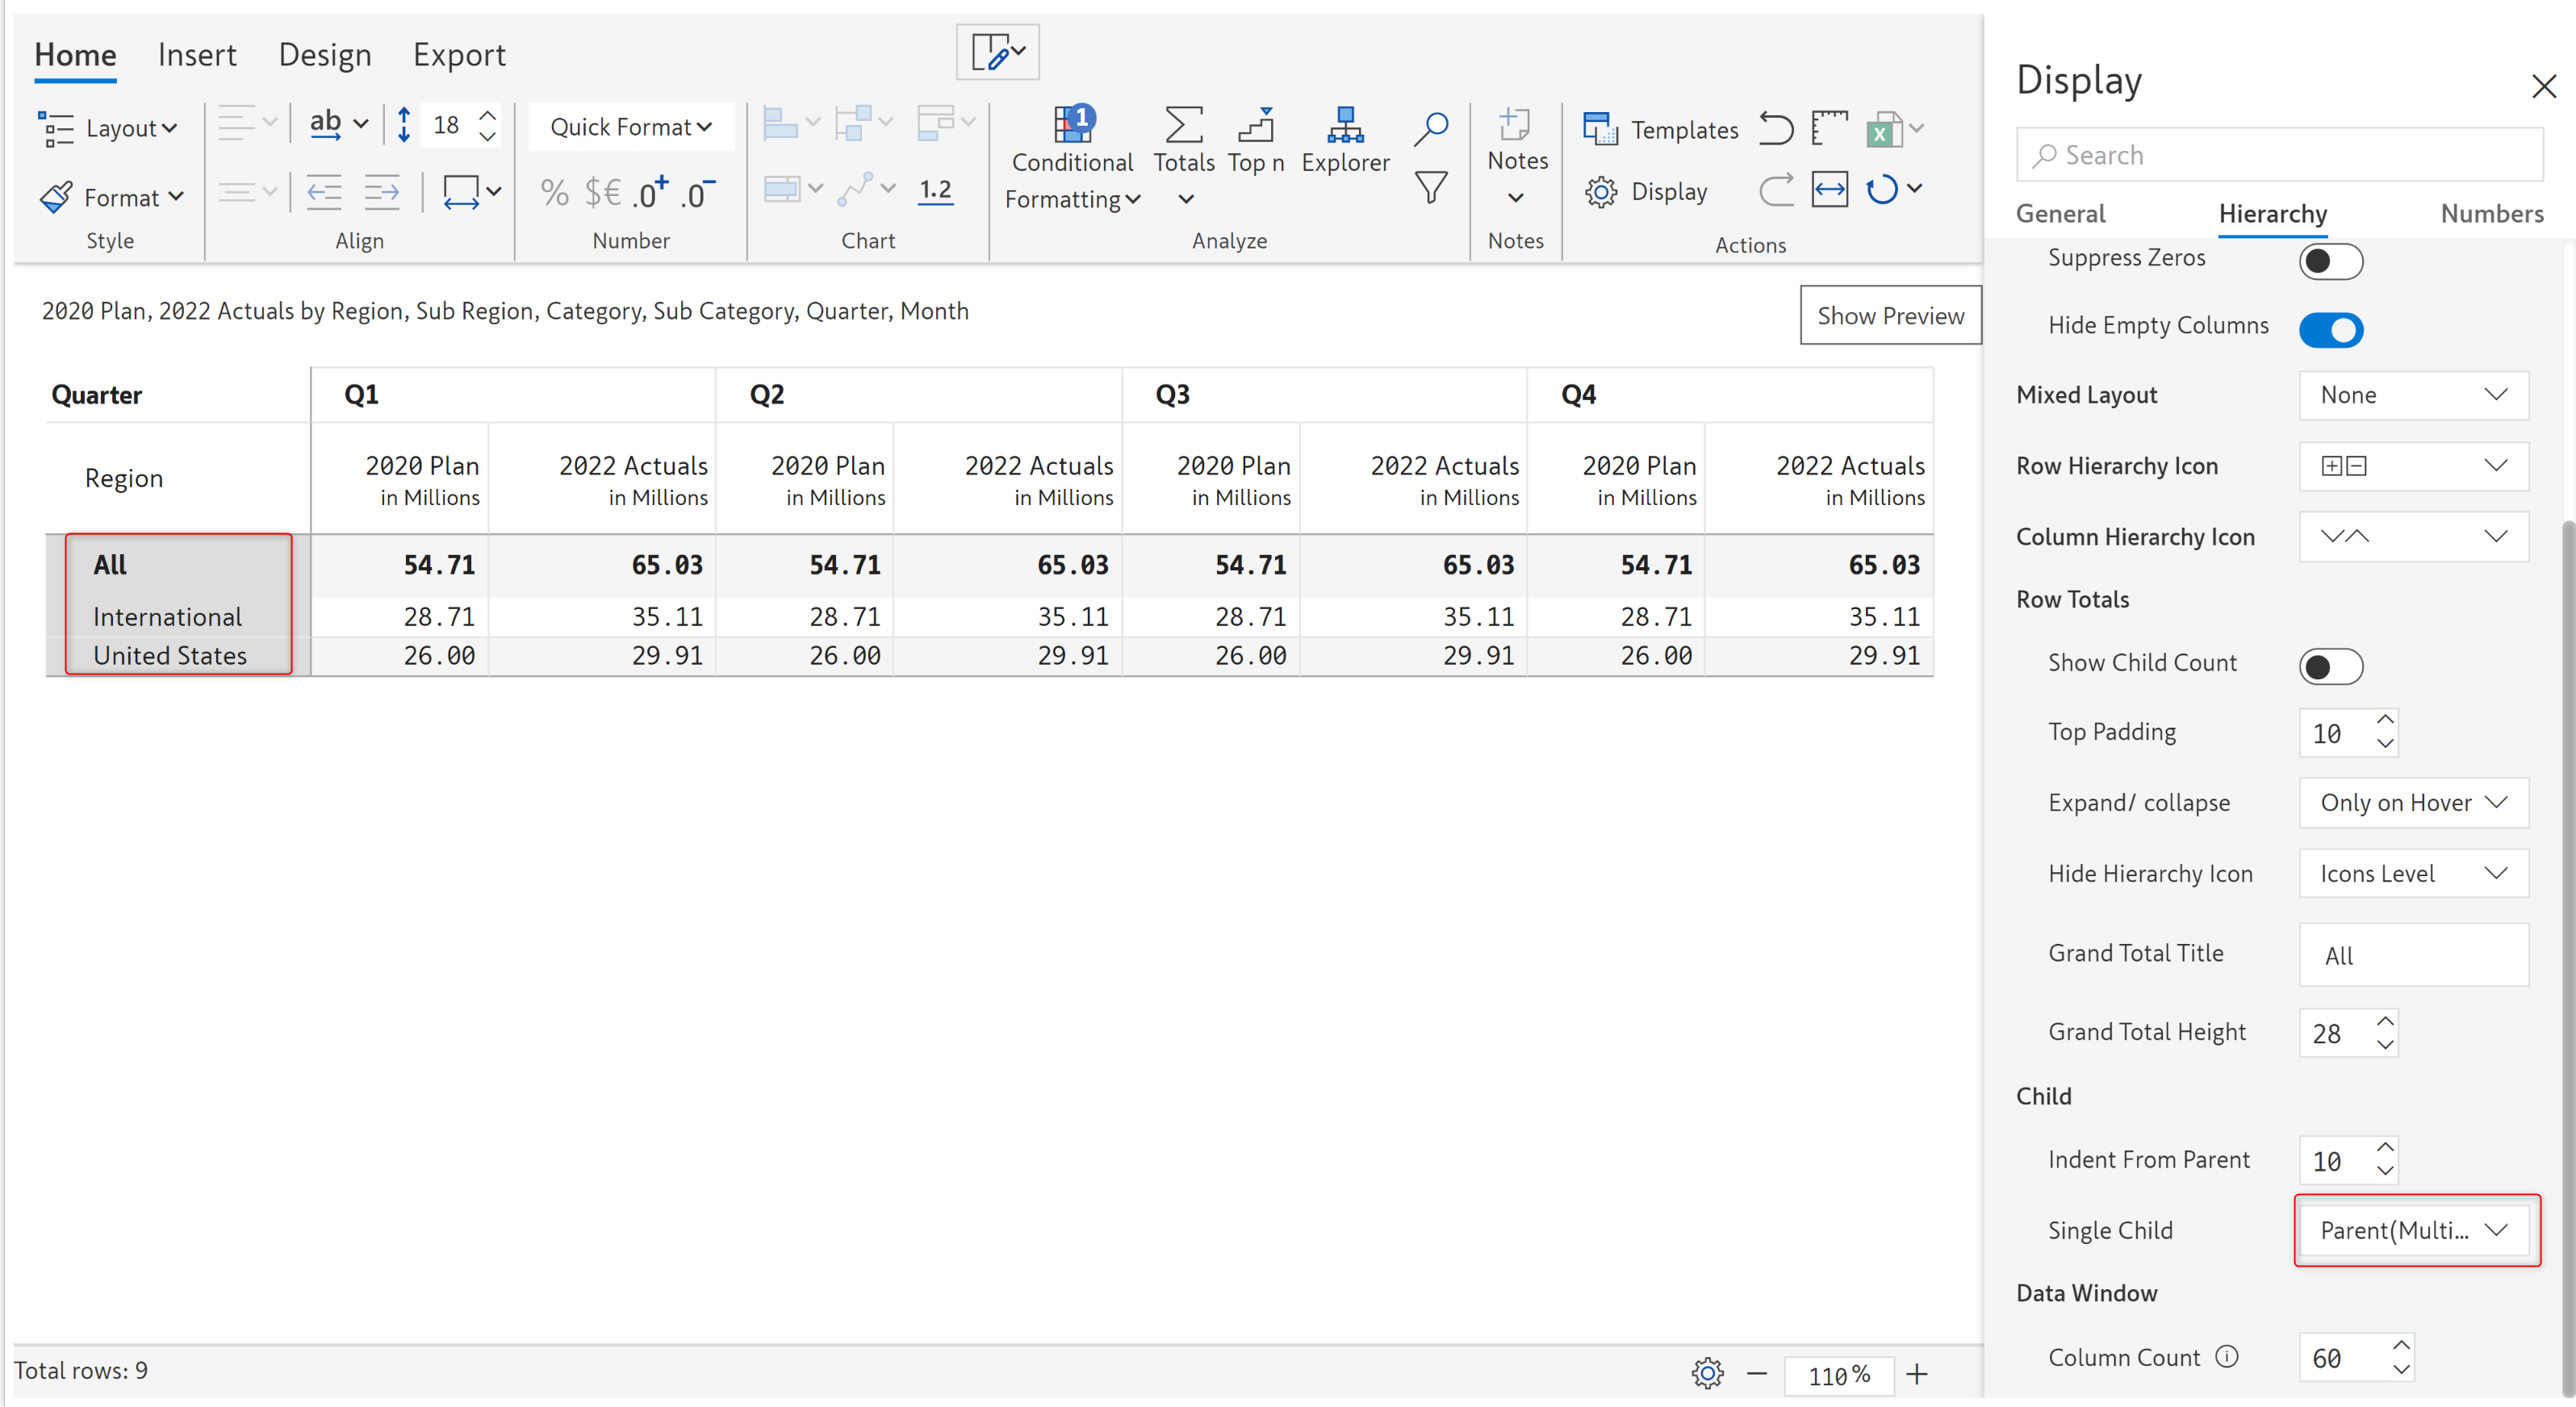 Home Insert Design Export
Layout
ab
18
Quick Format
1
Conditional Formatting
Totals
Top n
Explorer
Notes
Templates
Format
% $€ .0+ .0-
1.2
Display
Style Align Number Chart Analyze Notes Actions
2020 Plan, 2022 Actuals by Region, Sub Region, Category, Sub Category, Quarter, Month
Show Preview
Quarter Q1 Q2 Q3 Q4
Region 2020 Plan in Millions 2022 Actuals in Millions 2020 Plan in Millions 2022 Actuals in Millions 2020 Plan in Millions 2022 Actuals in Millions 2020 Plan in Millions 2022 Actuals in Millions
All 54.71 65.03 54.71 65.03 54.71 65.03 54.71 65.03
International 28.71 35.11 28.71 35.11 28.71 35.11 28.71 35.11
United States 26.00 29.91 26.00 29.91 26.00 29.91 26.00 29.91
Total rows: 9
110%
Display
Search
General Hierarchy Numbers
Suppress Zeros
Hide Empty Columns
Mixed Layout None
Row Hierarchy Icon
Column Hierarchy Icon
Row Totals
Show Child Count
Top Padding 10
Expand/ collapse Only on Hover
Hide Hierarchy Icon Icons Level
Grand Total Title All
Grand Total Height 28
Child
Indent From Parent 10
Single Child Parent(Multi...
Data Window
Column Count 60